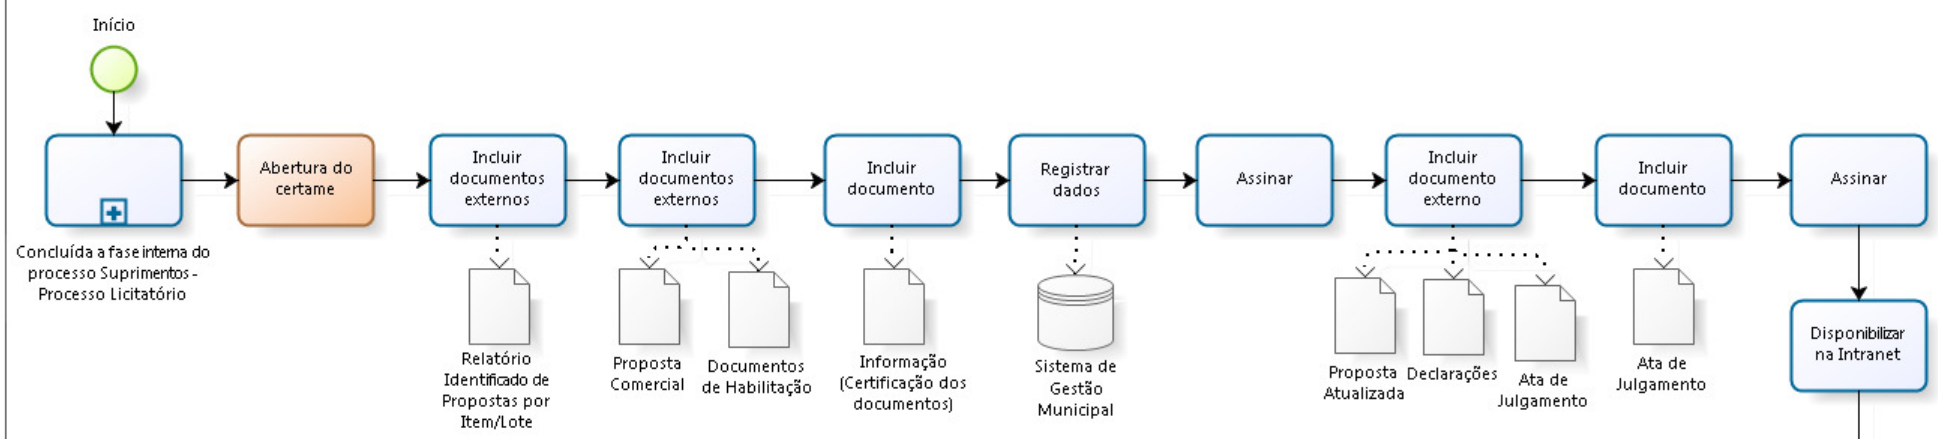 Início
Concluída a fase interna do
processo Suprimentos -
Processo Licitatório
Abertura do
certame
Incluir
documentos
externos
Relatório
Identificado de
Propostas por
Item/Lote
Incluir
documentos
externos
Proposta
Comercial
Documentos
de Habilitação
Incluir
documento
Informação
(Certificação dos
documentos)
Registrar
dados
Sistema de
Gestão
Municipal
Assinar
Incluir
documento
externo
Proposta
Atualizada
Declarações
Ata de
Julgamento
Incluir
documento
Ata de
Julgamento
Assinar
Disponibilizar
na Intranet